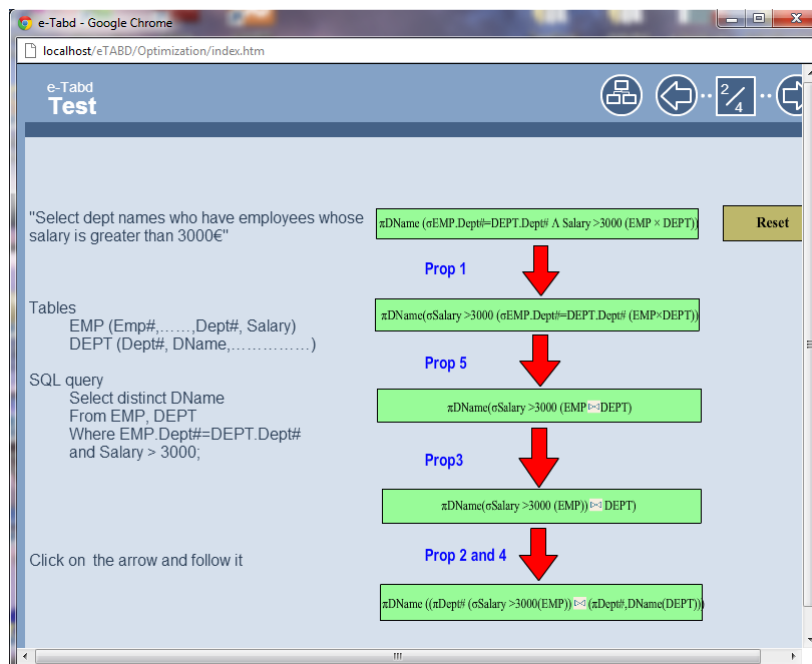 e-Tabd - Google Chrome
localhost/eTABD/Optimization/index.htm
e-Tabd
Test
2/4
"Select dept names who have employees whose
salary is greater than 3000€"
πDName (σEMP.Dept#=DEPT.Dept# Λ Salary >3000 (EMP × DEPT))
Reset
Prop 1
Tables
EMP (Emp#,……,Dept#, Salary)
DEPT (Dept#, DName,……………)
πDName(σSalary >3000 (σEMP.Dept#=DEPT.Dept# (EMP×DEPT))
Prop 5
SQL query
Select distinct DName
From EMP, DEPT
Where EMP.Dept#=DEPT.Dept#
and Salary > 3000;
πDName(σSalary >3000 (EMP⋈DEPT)
Prop3
πDName(σSalary >3000 (EMP))⋈DEPT)
Click on the arrow and follow it
Prop 2 and 4
πDName ((πDept# (σSalary >3000(EMP)) ⋈ (πDept#,DName(DEPT)))